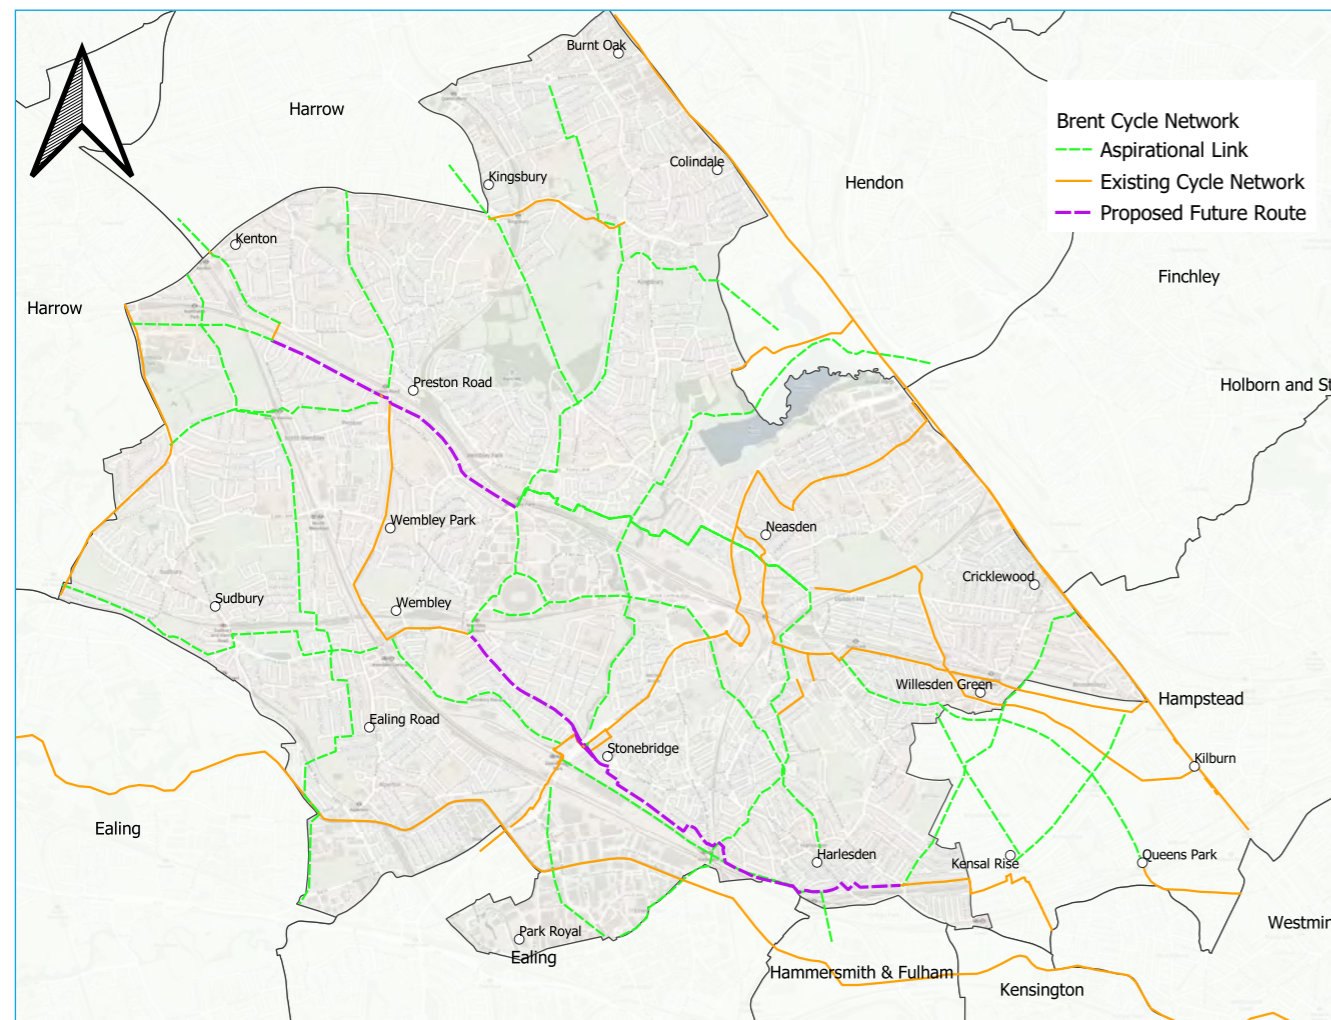 Burnt Oak
Harrow
Brent Cycle Network
Aspirational Link
Existing Cycle Network
Proposed Future Route
Colindale
Kingsbury
Hendon
Kenton
Kingsbury
Finchley
Harrow
Preston Road
Holborn and St
Wembley Park
Neasden
Cricklewood
Sudbury
Wembley
Willesden Green
Hampstead
Ealing Road
Stonebridge
Kilburn
Ealing
Harlesden
Kensal Rise
Queens Park
Park Royal
Ealing
Westmin
Hammersmith & Fulham
Kensington